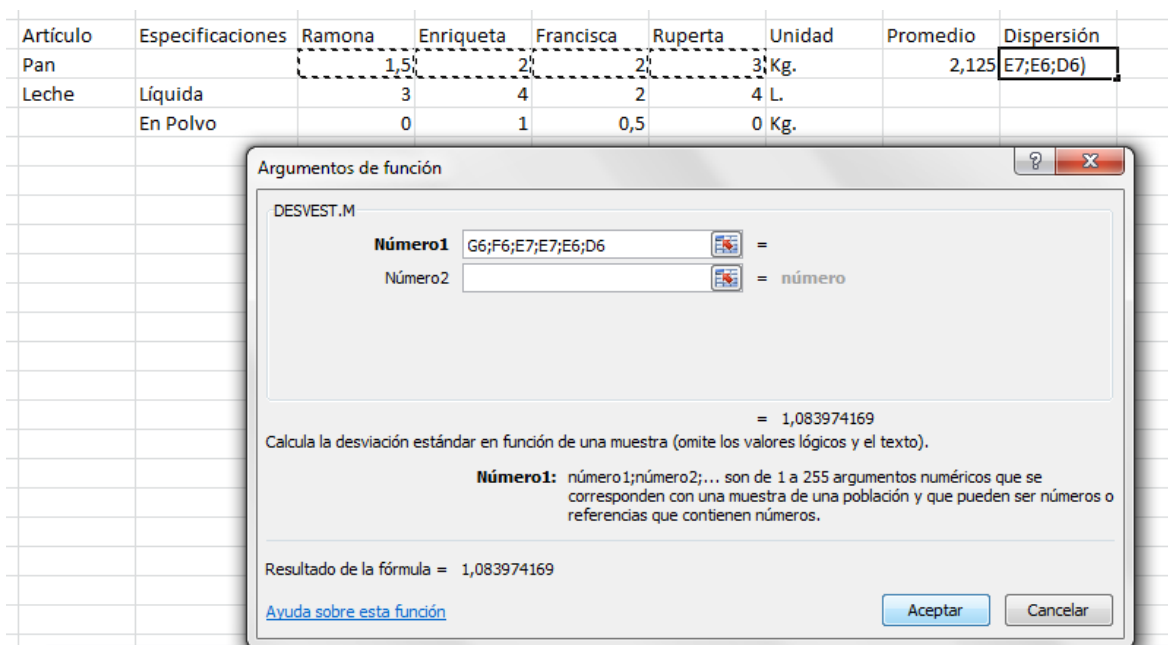 Artículo Especificaciones Ramona Enriqueta Francisca Ruperta Unidad Promedio Dispersión
Pan 1,5 2 2 3 Kg. 2,125 E7;E6;D6)
Leche Líquida 3 4 2 4 L.
En Polvo 0 1 0,5 0 Kg.
Argumentos de función
DESVEST.M
Número1 G6;F6;E7;E7;E6;D6 =
Número2 = número
= 1,083974169
Calcula la desviación estándar en función de una muestra (omite los valores lógicos y el texto).
Número1: número1;número2;... son de 1 a 255 argumentos numéricos que se
corresponden con una muestra de una población y que pueden ser números o
referencias que contienen números.
Resultado de la fórmula = 1,083974169
Ayuda sobre esta función Aceptar Cancelar